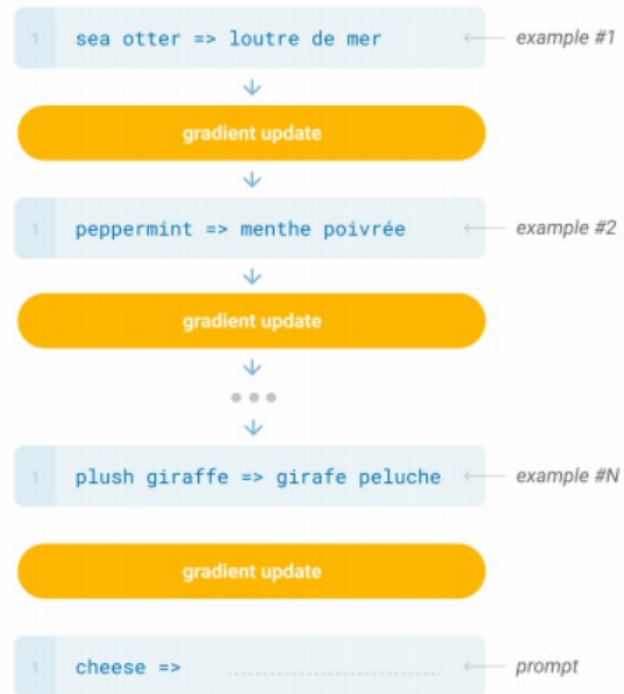 1 sea otter => loutre de mer example #1
gradient update
1 peppermint => menthe poivrée example #2
gradient update
1 plush giraffe => girafe peluche example #N
gradient update
1 cheese => prompt